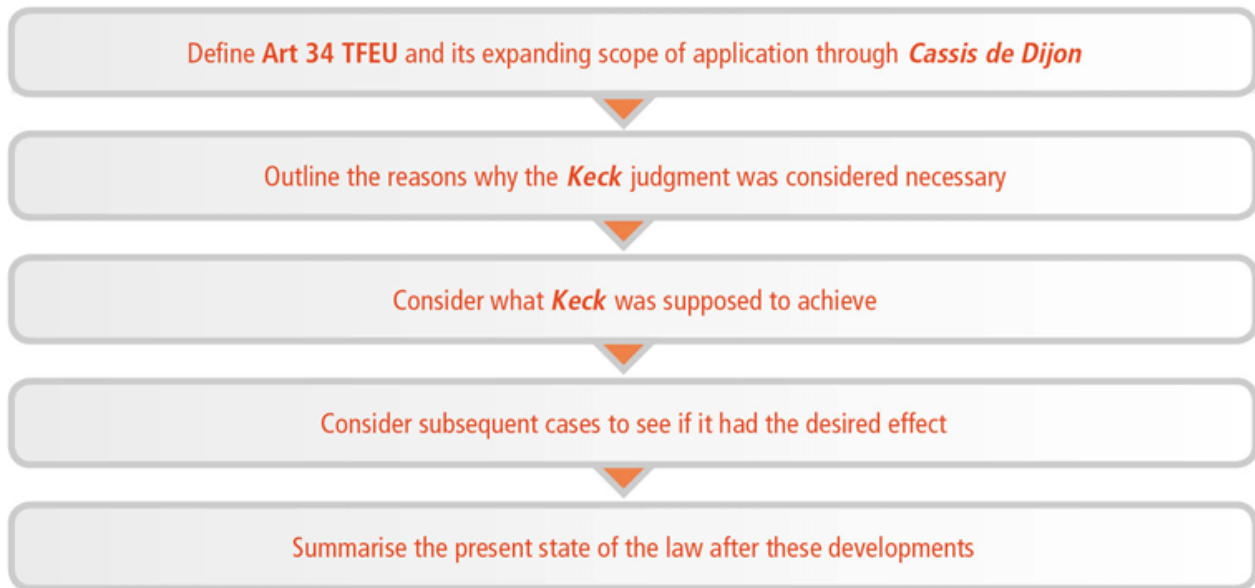 Define Art 34 TFEU and its expanding scope of application through Cassis de Dijon
Outline the reasons why the Keck judgment was considered necessary
Consider what Keck was supposed to achieve
Consider subsequent cases to see if it had the desired effect
Summarise the present state of the law after these developments